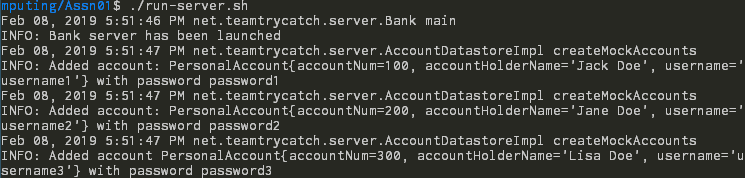 mputing/Assn01$ ./run-server.sh
Feb 08, 2019 5:51:46 PM net.teamtrycatch.server.Bank main
INFO: Bank server has been launched
Feb 08, 2019 5:51:47 PM net.teamtrycatch.server.AccountDatastoreImpl createMockAccounts
INFO: Added account: PersonalAccount{accountNum=100, accountHolderName='Jack Doe', username='
username1'} with password password1
Feb 08, 2019 5:51:47 PM net.teamtrycatch.server.AccountDatastoreImpl createMockAccounts
INFO: Added account: PersonalAccount{accountNum=200, accountHolderName='Jane Doe', username='
username2'} with password password2
Feb 08, 2019 5:51:47 PM net.teamtrycatch.server.AccountDatastoreImpl createMockAccounts
INFO: Added account PersonalAccount{accountNum=300, accountHolderName='Lisa Doe', username='u
sername3'} with password password3